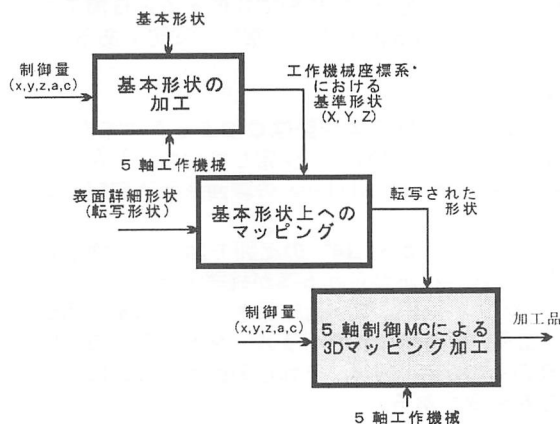 基本形状
制御量
(x,y,z,a,c)
基本形状の
加工
工作機械座標系・
における
基準形状
(X, Y, Z)
5 軸工作機械
表面詳細形状
(転写形状)
基本形状上への
マッピング
転写された
形状
制御量
(x,y,z,a,c)
5 軸制御MCによる
3Dマッピング加工
加工品
5 軸工作機械